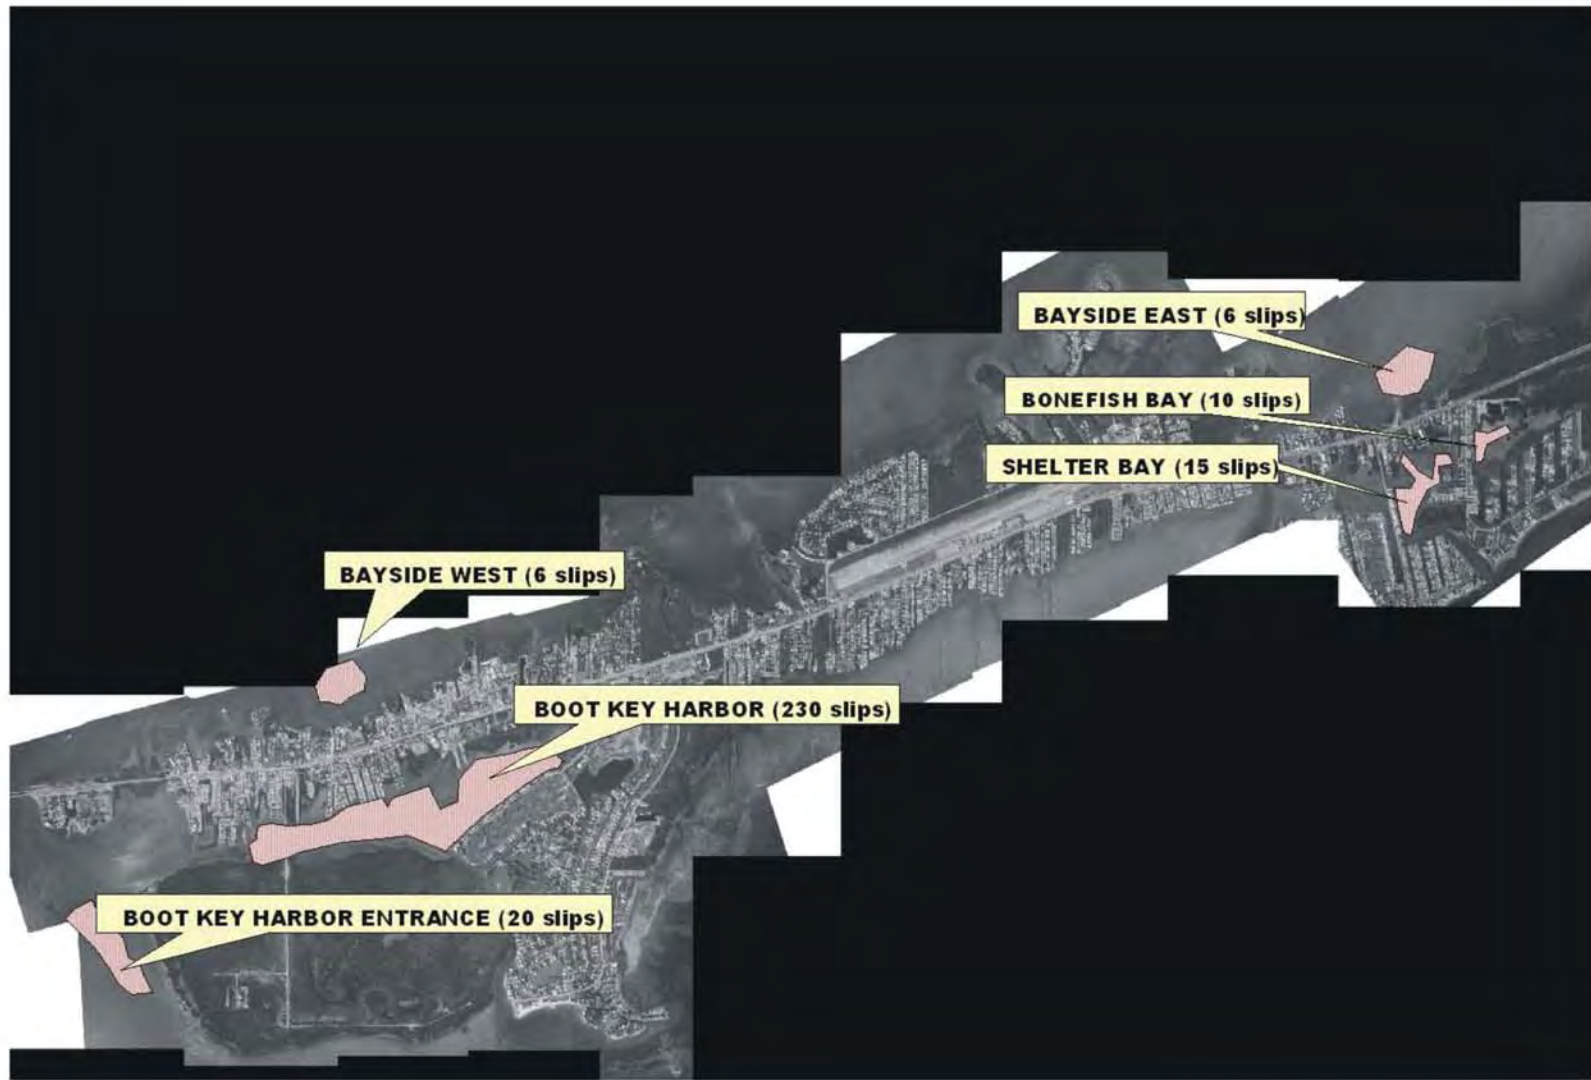 BAYSIDE EAST (6 slips)
BONEFISH BAY (10 slips)
SHELTER BAY (15 slips)
BAYSIDE WEST (6 slips)
BOOT KEY HARBOR (230 slips)
BOOT KEY HARBOR ENTRANCE (20 slips)